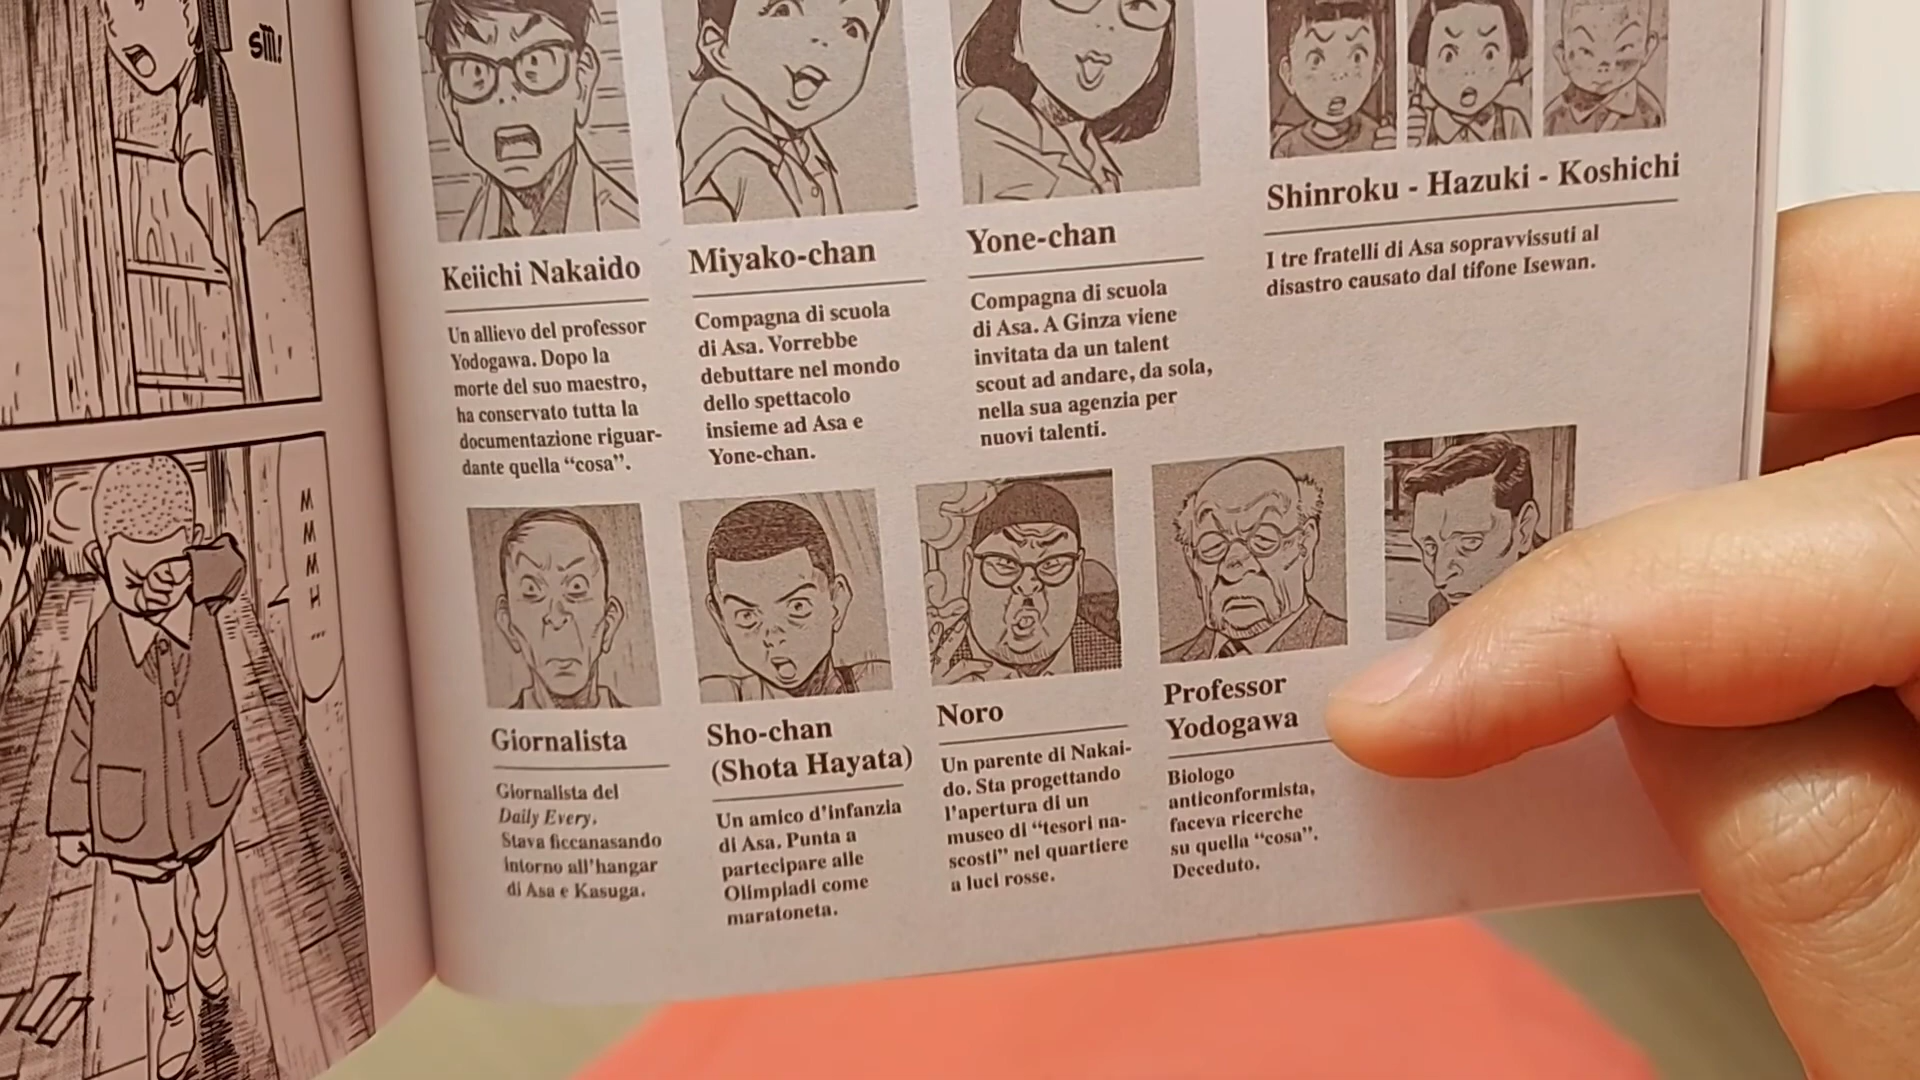 SÌÌÌ!
MMMMH...
Keiichi Nakaido
Un allievo del professor
Yodogawa. Dopo la
morte del suo maestro,
ha conservato tutta la
documentazione riguar-
dante quella “cosa”.
Miyako-chan
Compagna di scuola
di Asa. Vorrebbe
debuttare nel mondo
dello spettacolo
insieme ad Asa e
Yone-chan.
Yone-chan
Compagna di scuola
di Asa. A Ginza viene
invitata da un talent
scout ad andare, da sola,
nella sua agenzia per
nuovi talenti.
Shinroku - Hazuki - Koshichi
I tre fratelli di Asa sopravvissuti al
disastro causato dal tifone Isewan.
Giornalista
Giornalista del
Daily Every.
Stava ficcanasando
intorno all’hangar
di Asa e Kasuga.
Sho-chan
(Shota Hayata)
Un amico d’infanzia
di Asa. Punta a
partecipare alle
Olimpiadi come
maratoneta.
Noro
Un parente di Nakai-
do. Sta progettando
l’apertura di un
museo di “tesori na-
scosti” nel quartiere
a luci rosse.
Professor
Yodogawa
Biologo
anticonformista,
faceva ricerche
su quella “cosa”.
Deceduto.